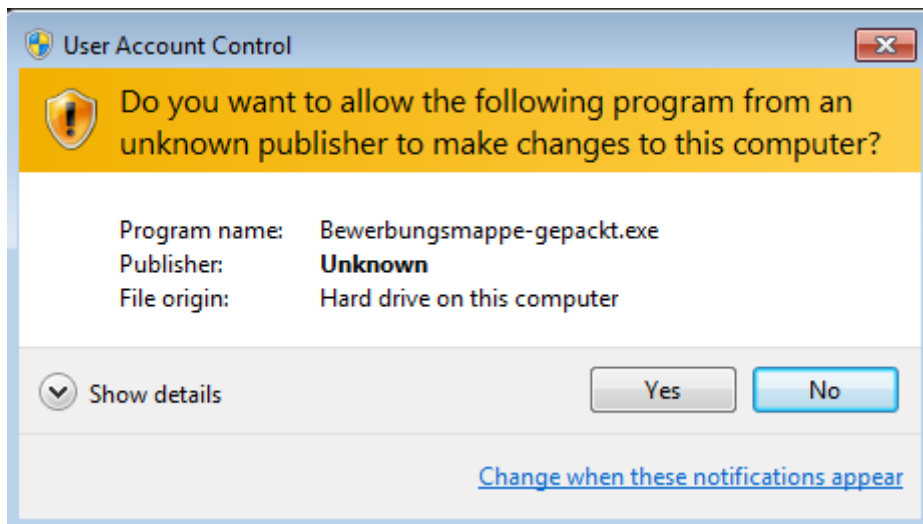 User Account Control
Do you want to allow the following program from an
unknown publisher to make changes to this computer?
Program name: Bewerbungsmappe-gepackt.exe
Publisher: Unknown
File origin: Hard drive on this computer
Show details
Yes
No
Change when these notifications appear